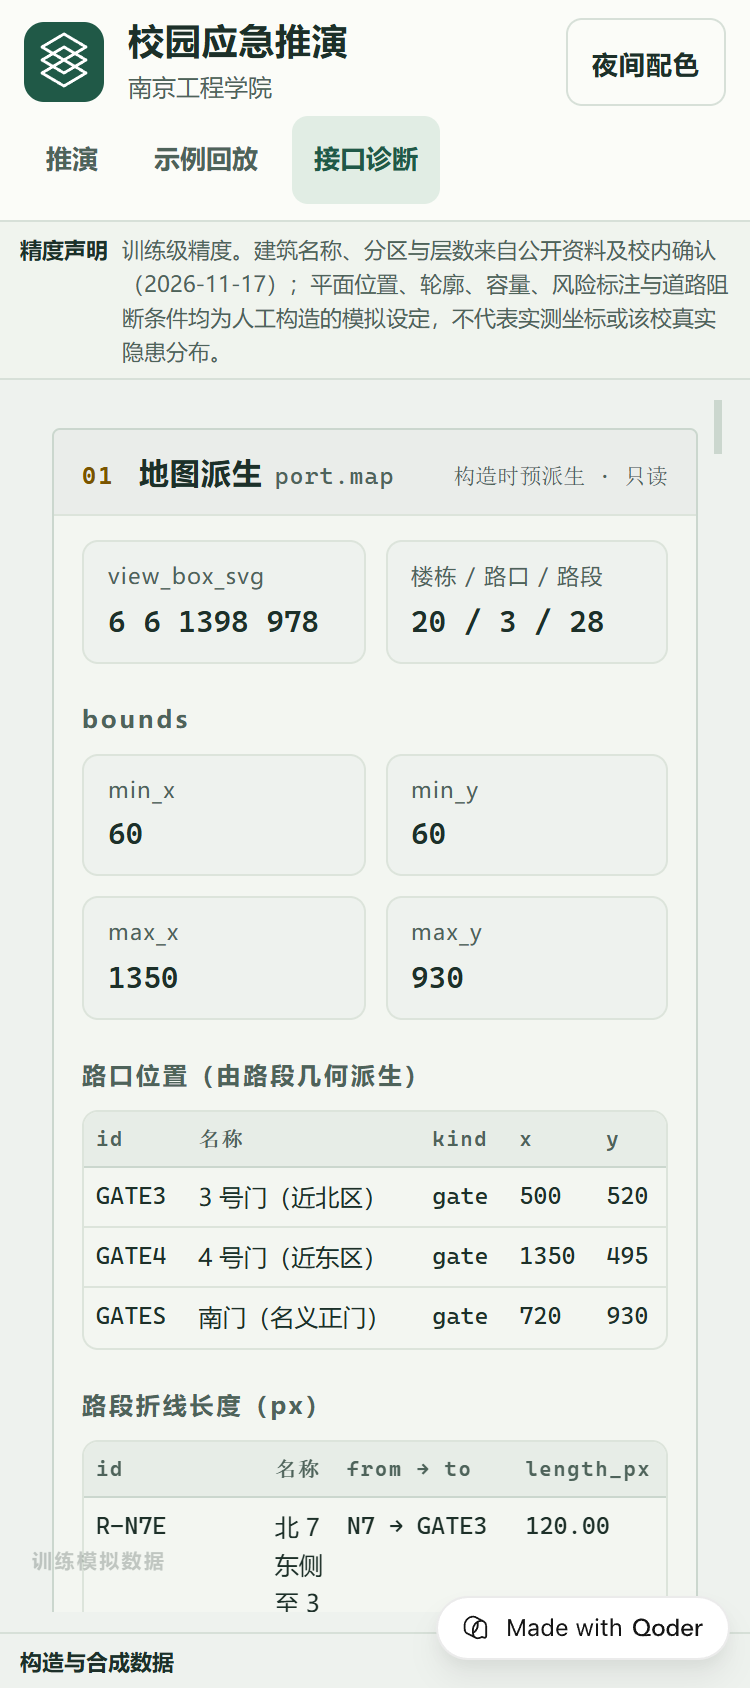 校园应急推演
南京工程学院
夜间配色
推演 示例回放 接口诊断
精度声明 训练级精度。建筑名称、分区与层数来自公开资料及校内确认
（2026-11-17）；平面位置、轮廓、容量、风险标注与道路阻
断条件均为人工构造的模拟设定，不代表实测坐标或该校真实
隐患分布。
01 地图派生 port.map 构造时预派生 · 只读
view_box_svg 楼栋 / 路口 / 路段
6 6 1398 978 20 / 3 / 28
bounds
min_x min_y
60 60
max_x max_y
1350 930
路口位置（由路段几何派生）
id 名称 kind x y
GATE3 3 号门（近北区） gate 500 520
GATE4 4 号门（近东区） gate 1350 495
GATES 南门（名义正门） gate 720 930
路段折线长度（px）
id 名称 from → to length_px
R-N7E 北 7 N7 → GATE3 120.00
东侧
至 3
训练模拟数据
Made with Qoder
构造与合成数据